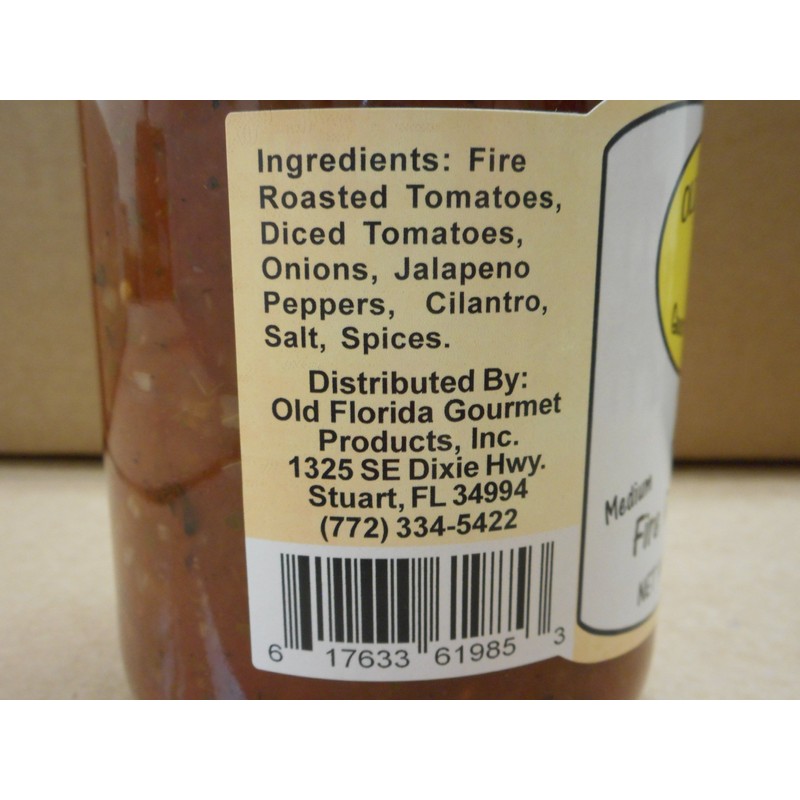 Ingredients: Fire
Roasted Tomatoes,
Diced Tomatoes,
Onions, Jalapeno
Peppers, Cilantro,
Salt, Spices.
Distributed By:
Old Florida Gourmet
Products, Inc.
1325 SE Dixie Hwy.
Stuart, FL 34994
(772) 334-5422
6 17633 61985 3
Medium
Fire
NET